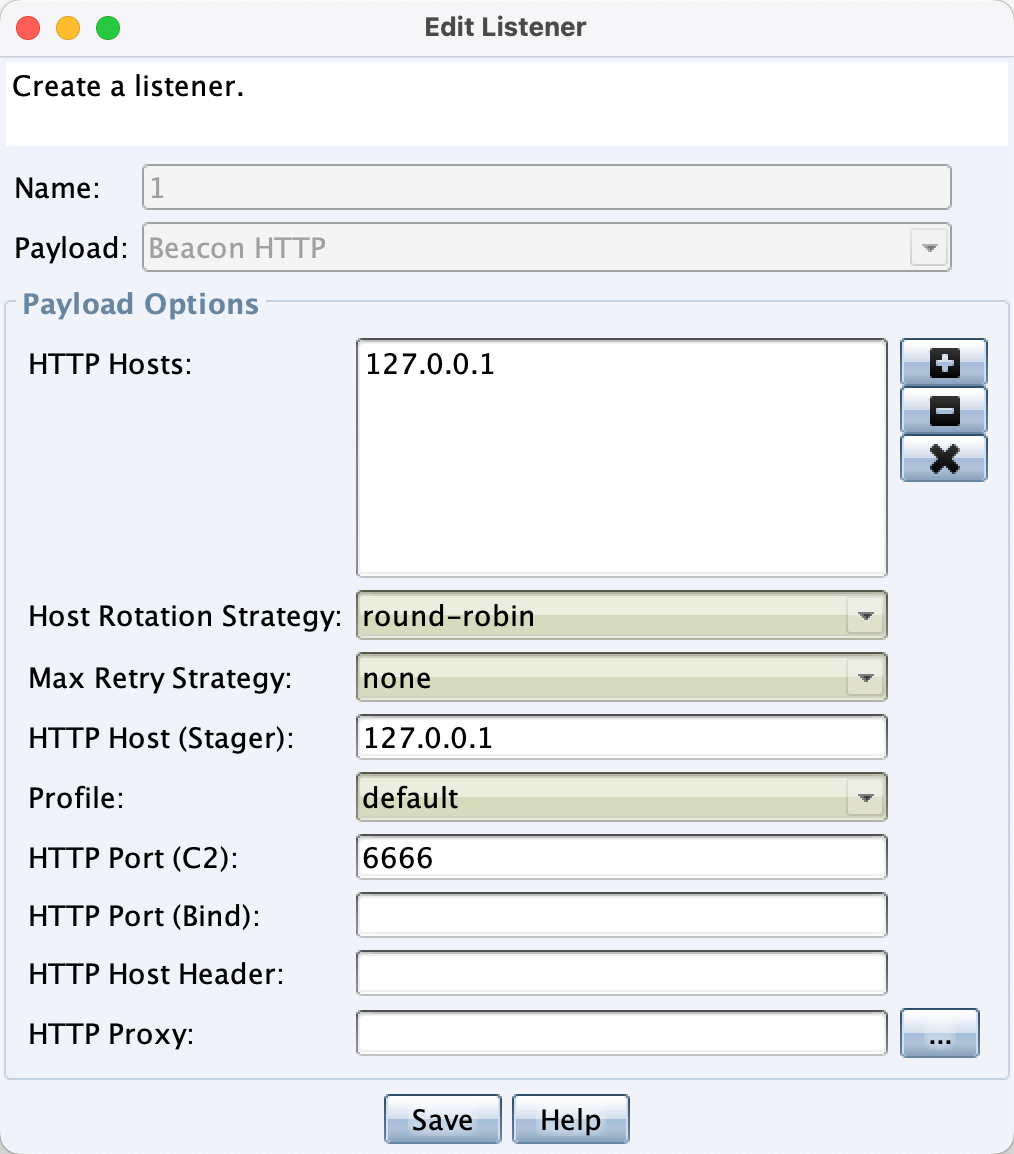 Edit Listener
Create a listener.
Name: 1
Payload: Beacon HTTP
Payload Options
HTTP Hosts: 127.0.0.1
Host Rotation Strategy: round-robin
Max Retry Strategy: none
HTTP Host (Stager): 127.0.0.1
Profile: default
HTTP Port (C2): 6666
HTTP Port (Bind):
HTTP Host Header:
HTTP Proxy: ...
Save Help